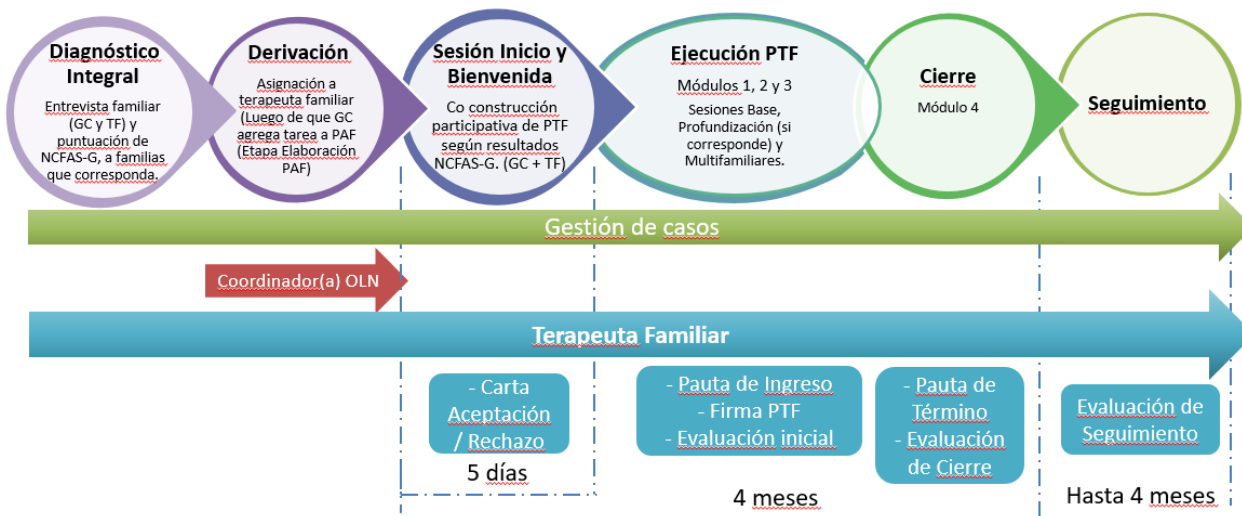 Diagnóstico
Integral
Entrevista familiar
(GC y TF) y
puntuación de
NCFAS-G, a familias
que corresponda.
Derivación
Asignación a
terapeuta familiar
(Luego de que GC
agrega tarea a PAF
(Etapa Elaboración
PAF)
Sesión Inicio y
Bienvenida
Co construcción
participativa de PTF
según resultados
NCFAS-G. (GC + TF)
Ejecución PTF
Módulos 1, 2 y 3
Sesiones Base,
Profundización (si
corresponde) y
Multifamiliares.
Cierre
Módulo 4
Seguimiento
Gestión de casos
Coordinador(a) OLN
Terapeuta Familiar
- Carta
Aceptación
/ Rechazo
5 días
- Pauta de Ingreso
- Firma PTF
- Evaluación inicial
- Pauta de
Término
- Evaluación
de Cierre
4 meses
Evaluación de
Seguimiento
Hasta 4 meses